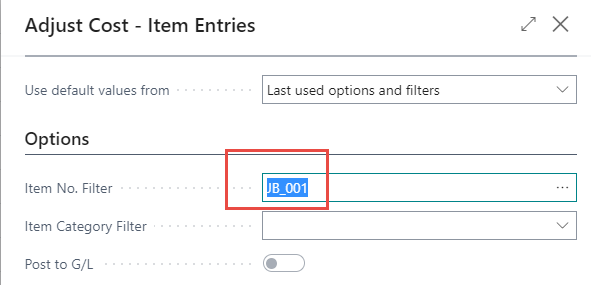 Adjust Cost - Item Entries
Use default values from
Last used options and filters
Options
Item No. Filter
JB_001
Item Category Filter
Post to G/L